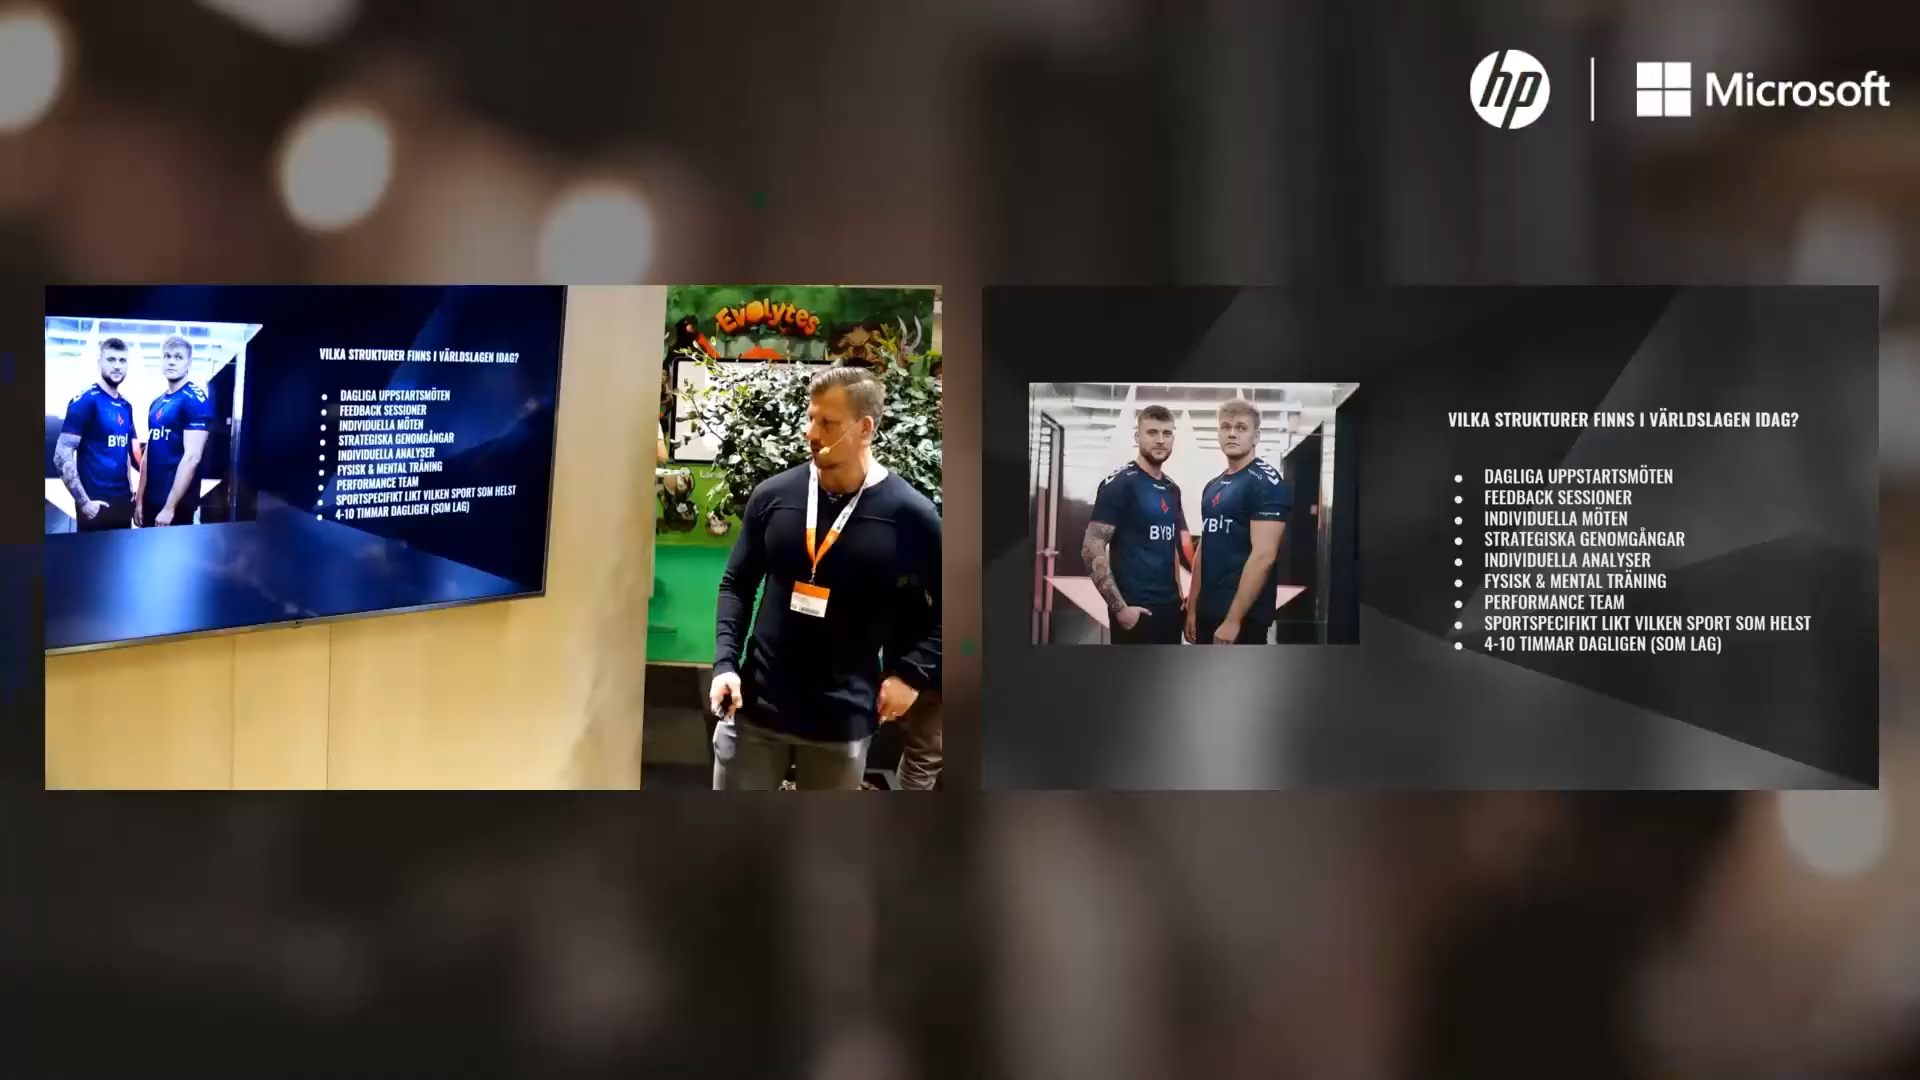 hp
Microsoft
VILKA STRUKTURER FINNS I VÄRLDSLAGEN IDAG?
DAGLIGA UPPSTARTSMÖTEN
FEEDBACK SESSIONER
INDIVIDUELLA MÖTEN
STRATEGISKA GENOMGÅNGAR
INDIVIDUELLA ANALYSER
FYSISK & MENTAL TRÄNING
PERFORMANCE TEAM
SPORTSPECIFIKT LIKT VILKEN SPORT SOM HELST
4-10 TIMMAR DAGLIGEN (SOM LAG)
BYBIT
YBIT
Evolytes
VILKA STRUKTURER FINNS I VÄRLDSLAGEN IDAG?
• DAGLIGA UPPSTARTSMÖTEN
• FEEDBACK SESSIONER
• INDIVIDUELLA MÖTEN
• STRATEGISKA GENOMGÅNGAR
• INDIVIDUELLA ANALYSER
• FYSISK & MENTAL TRÄNING
• PERFORMANCE TEAM
• SPORTSPECIFIKT LIKT VILKEN SPORT SOM HELST
• 4-10 TIMMAR DAGLIGEN (SOM LAG)
BYBI
YBIT